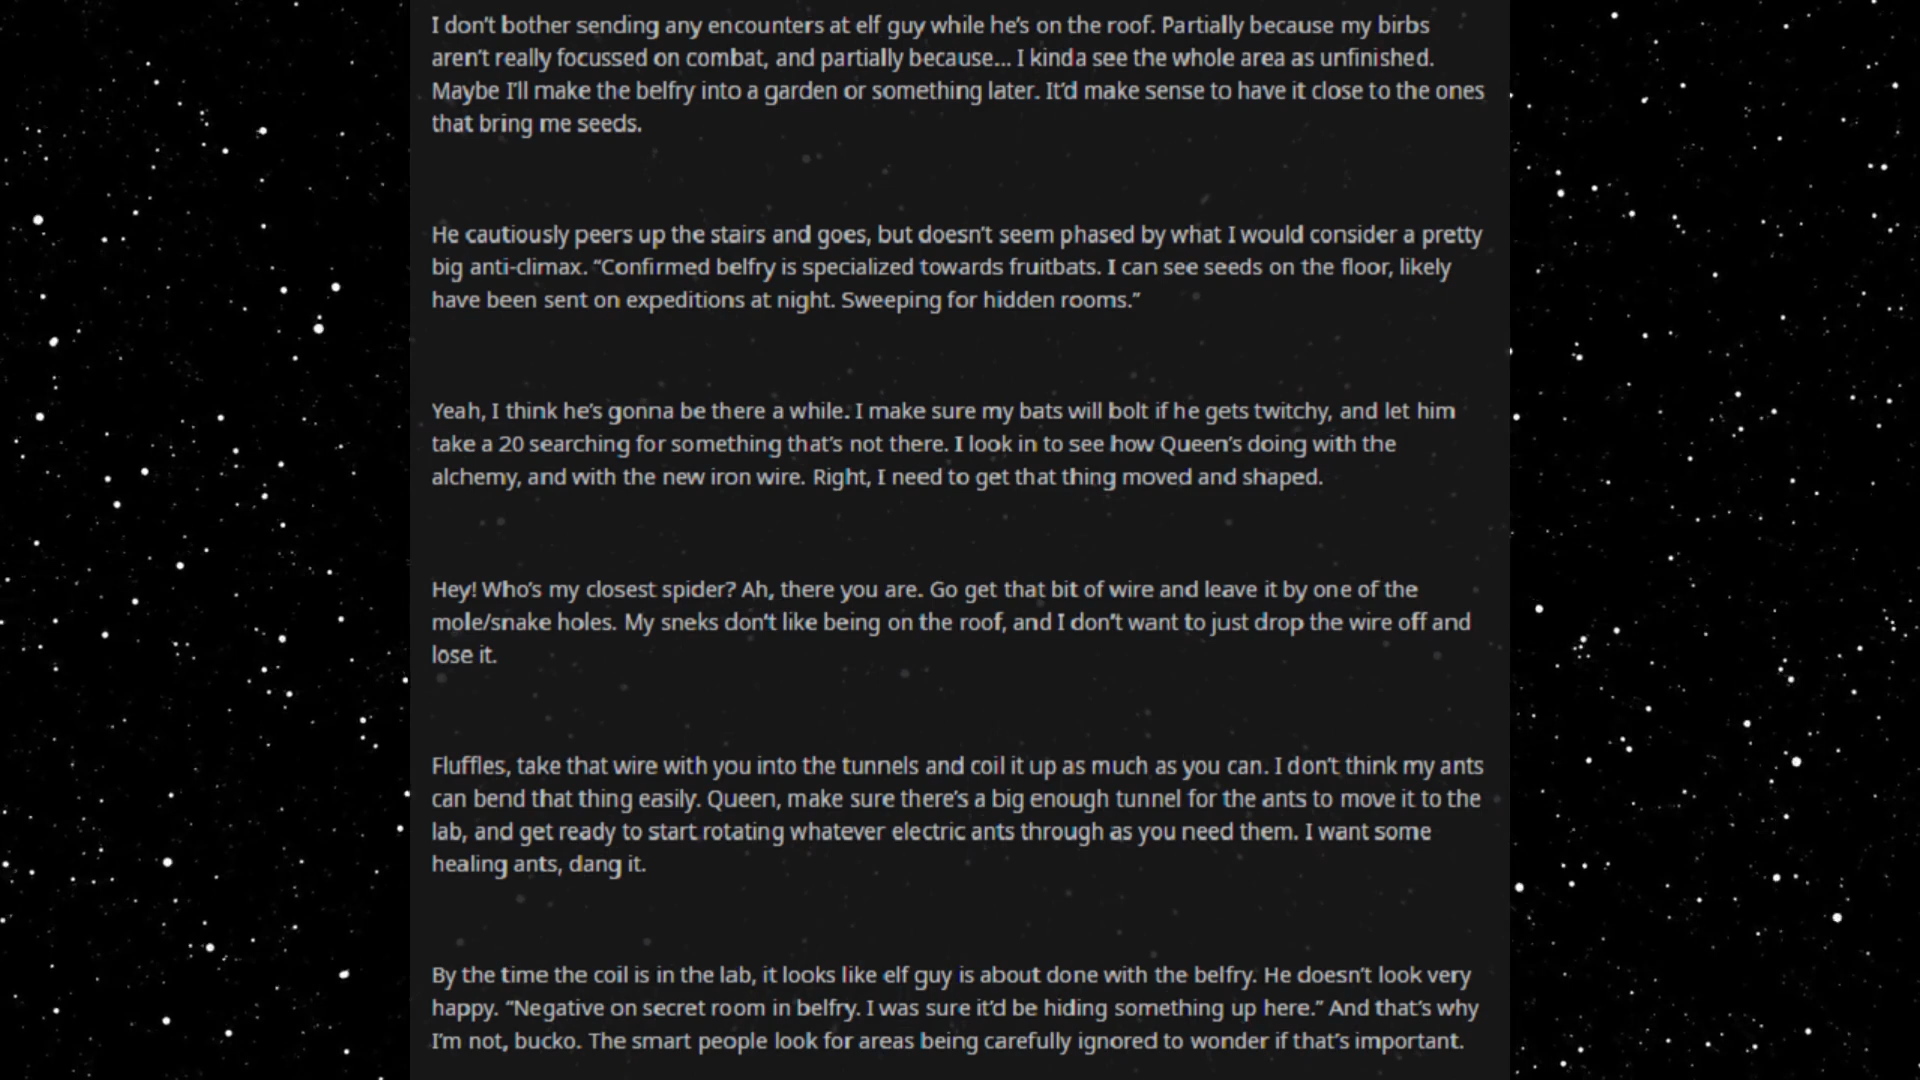 I don’t bother sending any encounters at elf guy while he’s on the roof. Partially because my birbs
aren’t really focussed on combat, and partially because... I kinda see the whole area as unfinished.
Maybe I’ll make the belfry into a garden or something later. It’d make sense to have it close to the ones
that bring me seeds.
He cautiously peers up the stairs and goes, but doesn’t seem phased by what I would consider a pretty
big anti-climax. “Confirmed belfry is specialized towards fruitbats. I can see seeds on the floor, likely
have been sent on expeditions at night. Sweeping for hidden rooms.”
Yeah, I think he’s gonna be there a while. I make sure my bats will bolt if he gets twitchy, and let him
take a 20 searching for something that’s not there. I look in to see how Queen’s doing with the
alchemy, and with the new iron wire. Right, I need to get that thing moved and shaped.
Hey! Who’s my closest spider? Ah, there you are. Go get that bit of wire and leave it by one of the
mole/snake holes. My sneks don’t like being on the roof, and I don’t want to just drop the wire off and
lose it.
Fluffles, take that wire with you into the tunnels and coil it up as much as you can. I don’t think my ants
can bend that thing easily. Queen, make sure there’s a big enough tunnel for the ants to move it to the
lab, and get ready to start rotating whatever electric ants through as you need them. I want some
healing ants, dang it.
By the time the coil is in the lab, it looks like elf guy is about done with the belfry. He doesn’t look very
happy. “Negative on secret room in belfry. I was sure it’d be hiding something up here.” And that’s why
I’m not, bucko. The smart people look for areas being carefully ignored to wonder if that’s important.